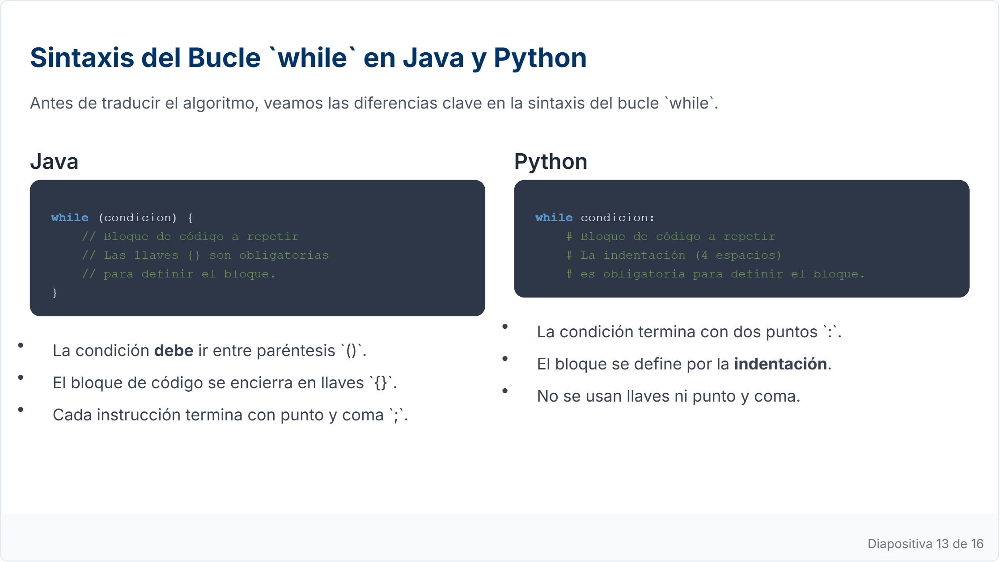 Sintaxis del Bucle `while` en Java y Python
Antes de traducir el algoritmo, veamos las diferencias clave en la sintaxis del bucle `while`.
Java
while (condicion) {
    // Bloque de código a repetir
    // Las llaves {} son obligatorias
    // para definir el bloque.
}
• La condición debe ir entre paréntesis `()`.
• El bloque de código se encierra en llaves `{}`.
• Cada instrucción termina con punto y coma `;`.
Python
while condicion:
    # Bloque de código a repetir
    # La indentación (4 espacios)
    # es obligatoria para definir el bloque.
• La condición termina con dos puntos `:`.
• El bloque se define por la indentación.
• No se usan llaves ni punto y coma.
Diapositiva 13 de 16